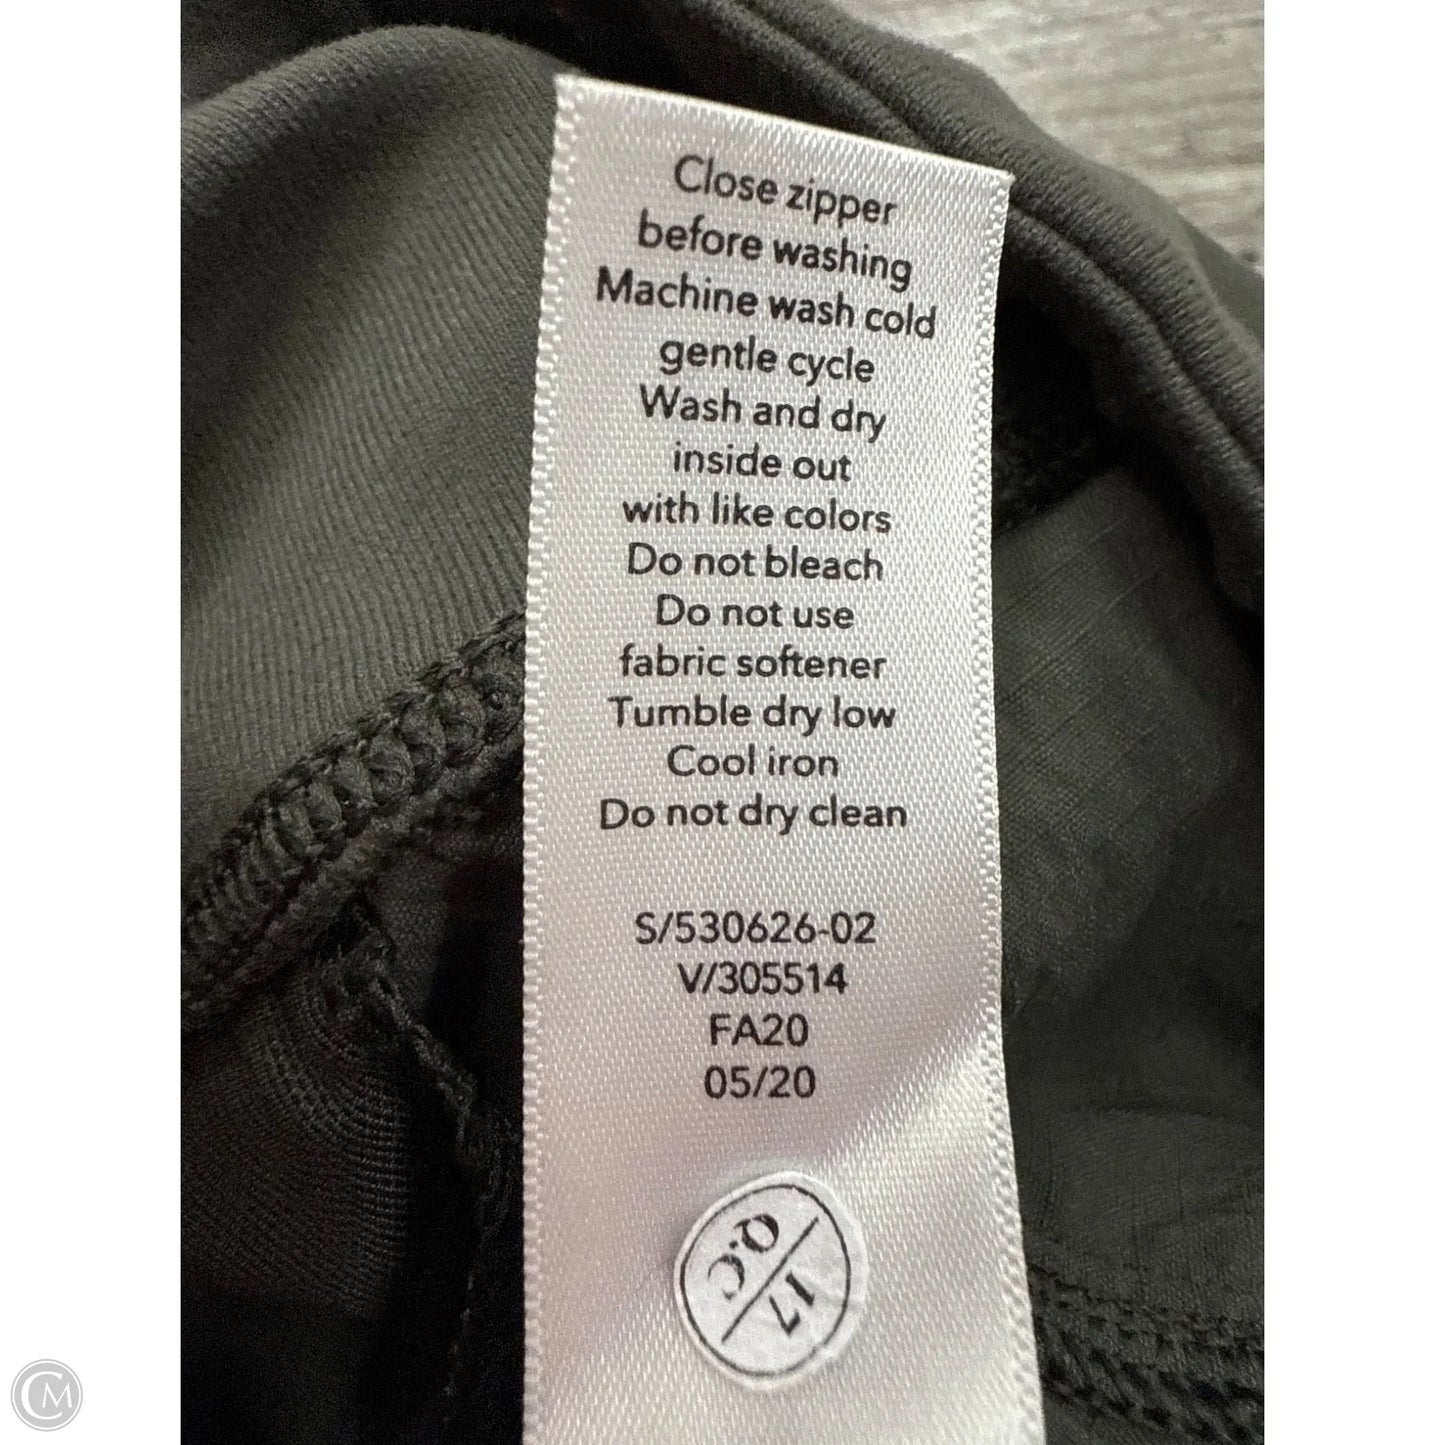 Close zipper
before washing
Machine wash cold
gentle cycle
Wash and dry
inside out
with like colors
Do not bleach
Do not use
fabric softener
Tumble dry low
Cool iron
Do not dry clean
S/530626-02
V/305514
FA20
05/20
Q.C
17
CM